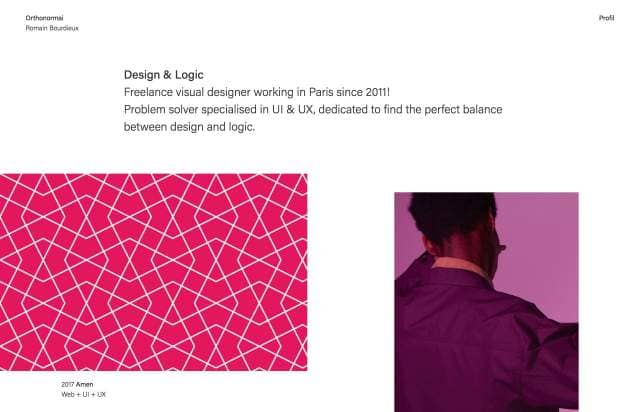 Orthonormai
Romain Bourdieux
Profil
Design & Logic
Freelance visual designer working in Paris since 2011!
Problem solver specialised in UI & UX, dedicated to find the perfect balance
between design and logic.
2017 Amen
Web + UI + UX